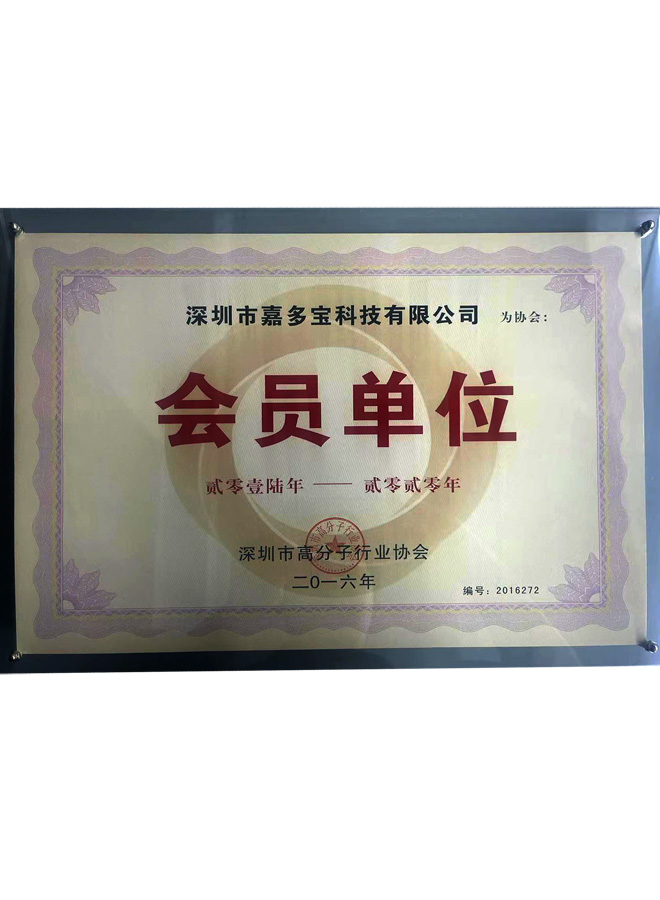 深圳市嘉多宝科技有限公司 为协会：
会员单位
贰零壹陆年 —— 贰零贰零年
深圳市高分子行业协会
二〇一六年
编号：2016272